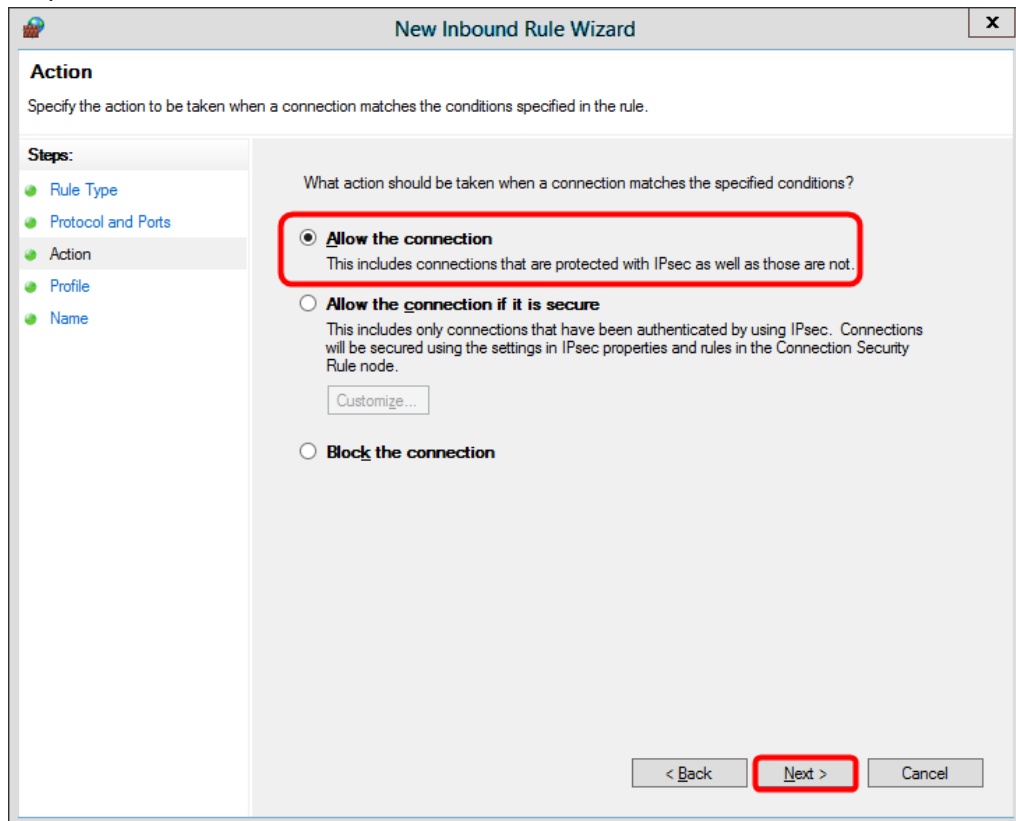 New Inbound Rule Wizard
x
Action
Specify the action to be taken when a connection matches the conditions specified in the rule.
Steps:
Rule Type
Protocol and Ports
Action
Profile
Name
What action should be taken when a connection matches the specified conditions?
Allow the connection
This includes connections that are protected with IPsec as well as those are not.
Allow the connection if it is secure
This includes only connections that have been authenticated by using IPsec. Connections
will be secured using the settings in IPsec properties and rules in the Connection Security
Rule node.
Customize...
Block the connection
< Back
Next >
Cancel